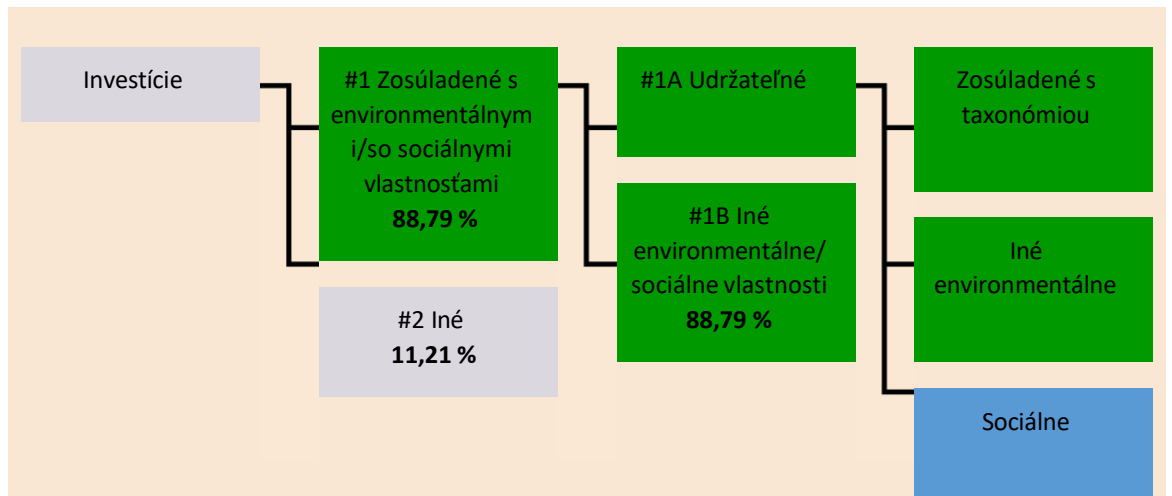 Investície
#1 Zosúladené s
environmentálnym
i/so sociálnymi
vlastnosťami
88,79 %
#2 Iné
11,21 %
#1A Udržateľné
#1B Iné
environmentálne/
sociálne vlastnosti
88,79 %
Zosúladené s
taxonómiou
Iné
environmentálne
Sociálne